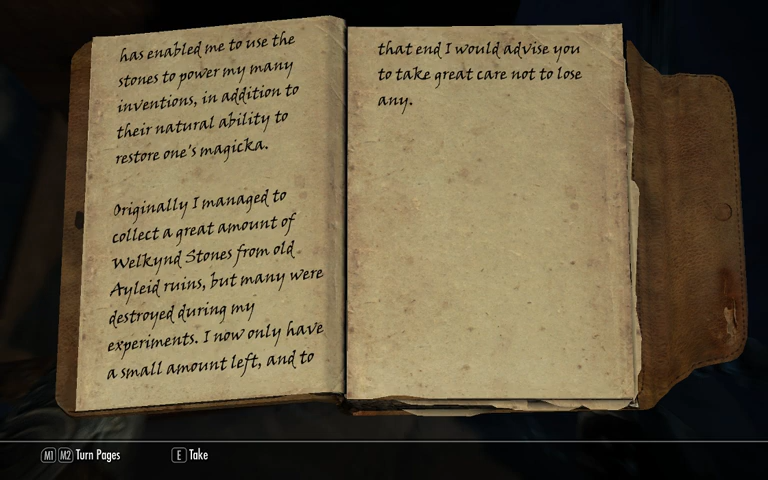 has enabled me to use the
stones to power my many
inventions, in addition to
their natural ability to
restore one's magicka.
Originally I managed to
collect a great amount of
Welkynd Stones from old
Ayleid ruins, but many were
destroyed during my
experiments. I now only have
a small amount left, and to
that end I would advise you
to take great care not to lose
any.
M1 M2 Turn Pages
E Take